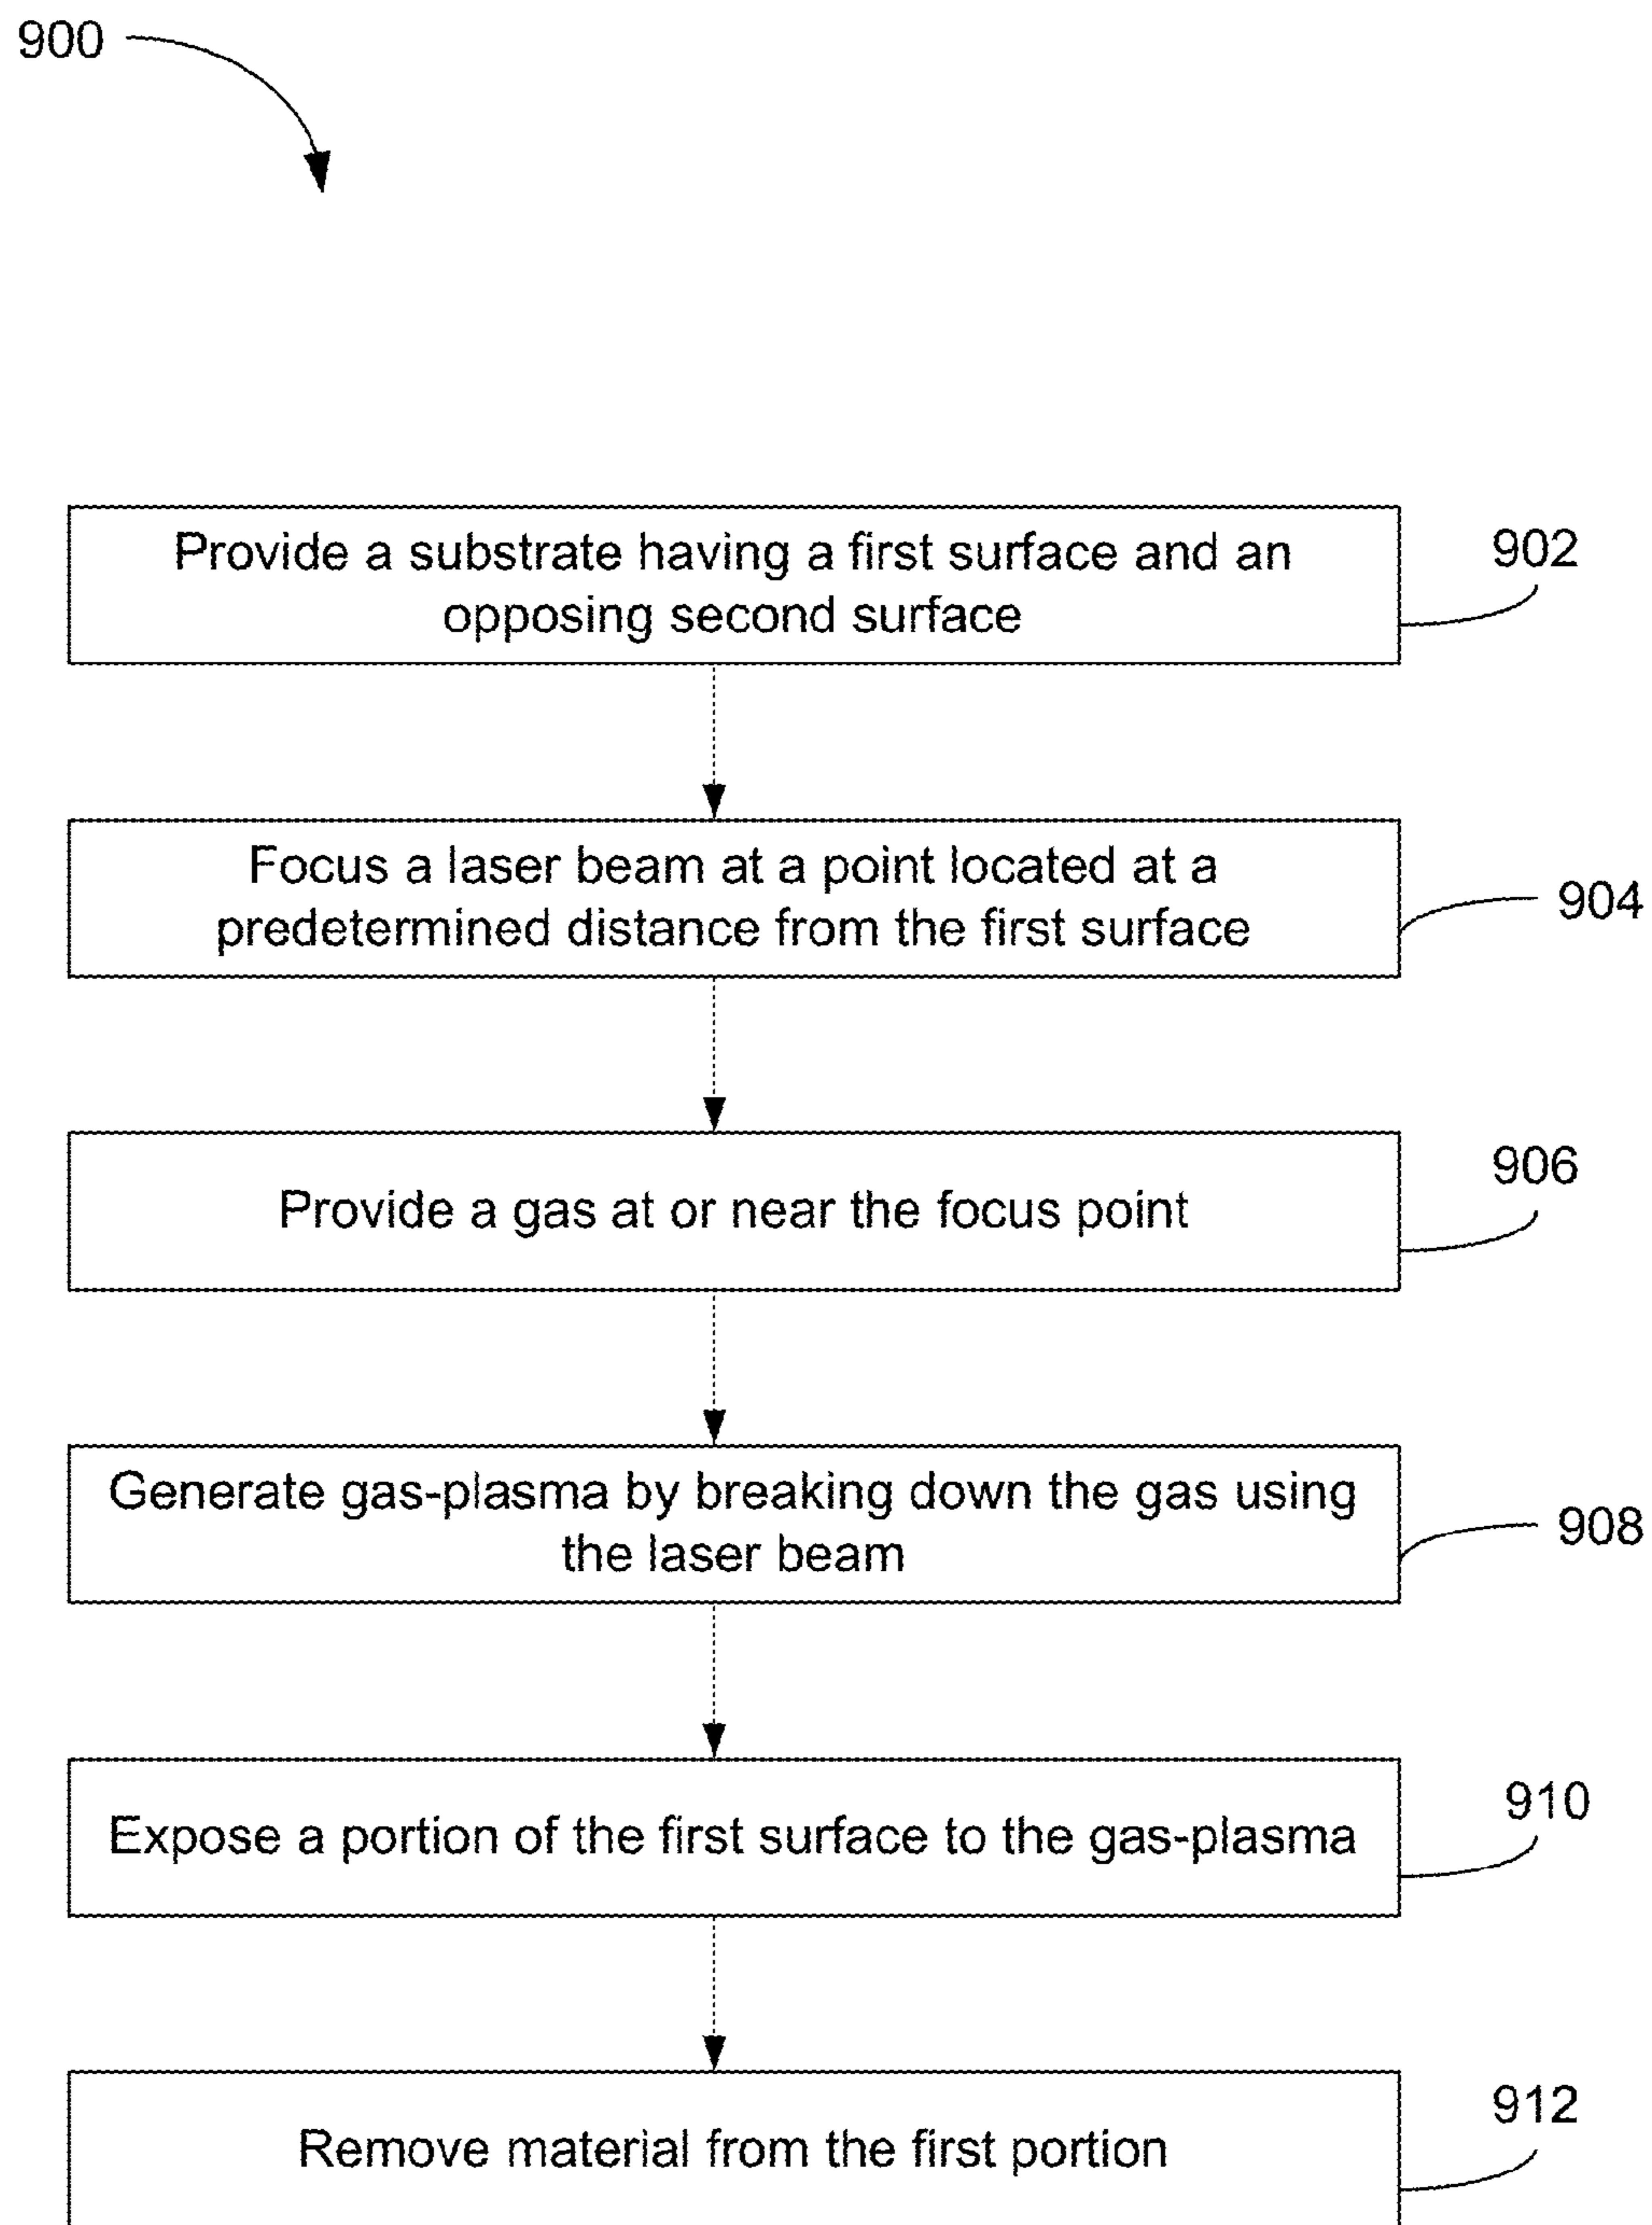 900
Provide a substrate having a first surface and an
opposing second surface
902
Focus a laser beam at a point located at a
predetermined distance from the first surface
904
Provide a gas at or near the focus point
906
Generate gas-plasma by breaking down the gas using
the laser beam
908
Expose a portion of the first surface to the gas-plasma
910
Remove material from the first portion
912